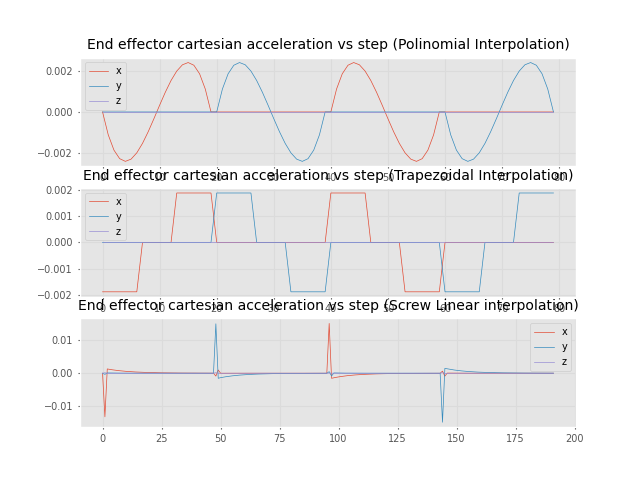 End effector cartesian acceleration vs step (Polinomial Interpolation)
0.002
0.000
−0.002
x
y
z
End effector cartesian acceleration vs step (Trapezoidal Interpolation)
0.002
0.001
0.000
−0.001
−0.002
x
y
z
End effector cartesian acceleration vs step (Screw Linear interpolation)
0.01
0.00
−0.01
x
y
z
0 25 50 75 100 125 150 175 200